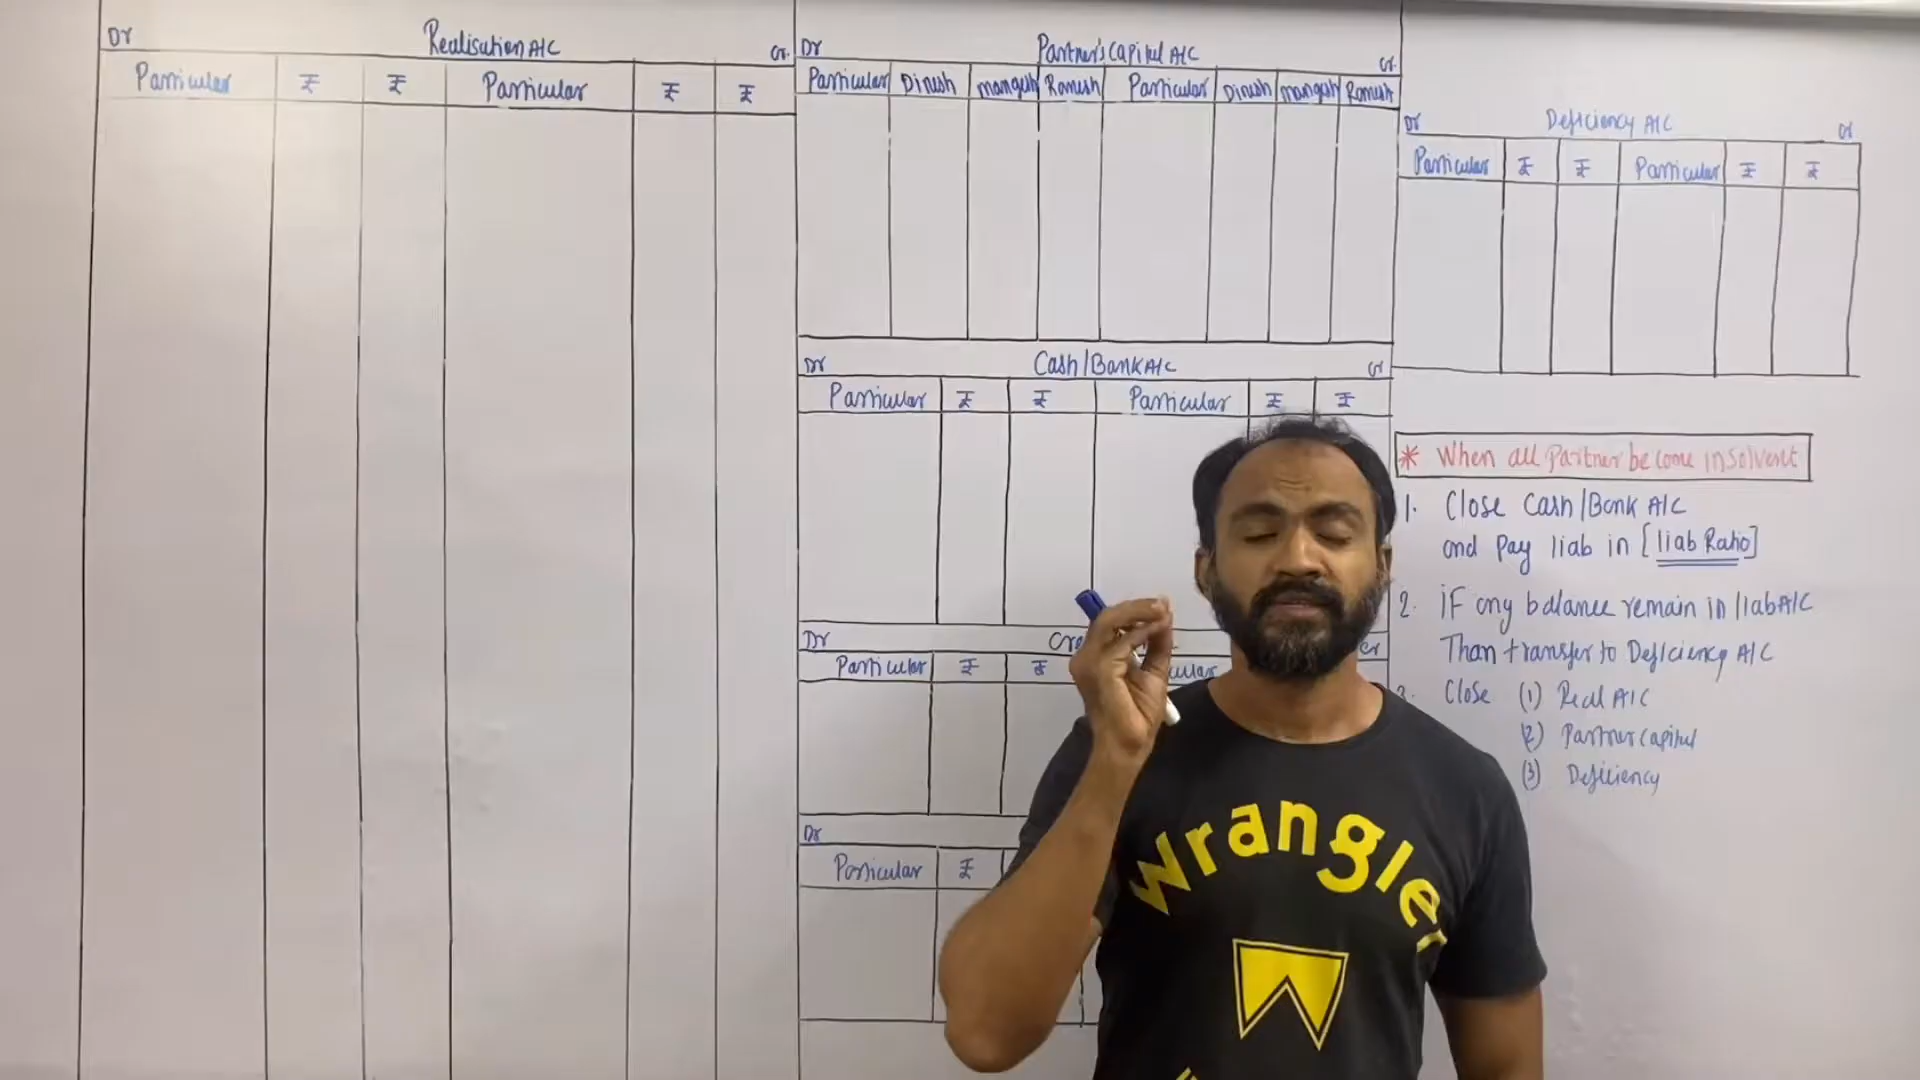 Dr Realisation A/C Cr.
Particular ₹ ₹ Particular ₹ ₹
Dr Partner's Capital A/C Cr
Particular Dinesh mangesh Ramesh Particular Dinesh mangesh Ramesh
Dr Cash/Bank A/C Cr
Particular ₹ ₹ Particular ₹ ₹
Dr Cr
Particular ₹ ₹
Dr
Particular ₹
Dr Deficiency A/C Cr
Particular ₹ ₹ Particular ₹ ₹
* When all Partner become insolvent
1. Close Cash/Bank A/C
and pay liab in [liab Ratio]
2. iF any balance remain in liab A/C
Than transfer to Deficiency A/C
3. Close (1) Real A/C
(2) Partner capital
(3) Deficiency
Wrangler